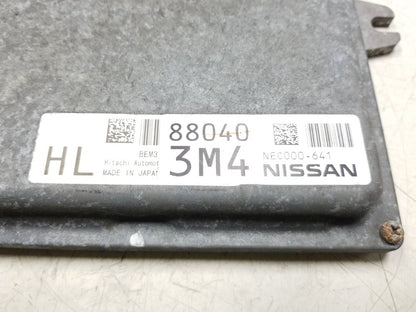 HL
BEM3
Hitachi-Automot
MADE IN JAPAN
88040
3M4
NEC000-641
NISSAN